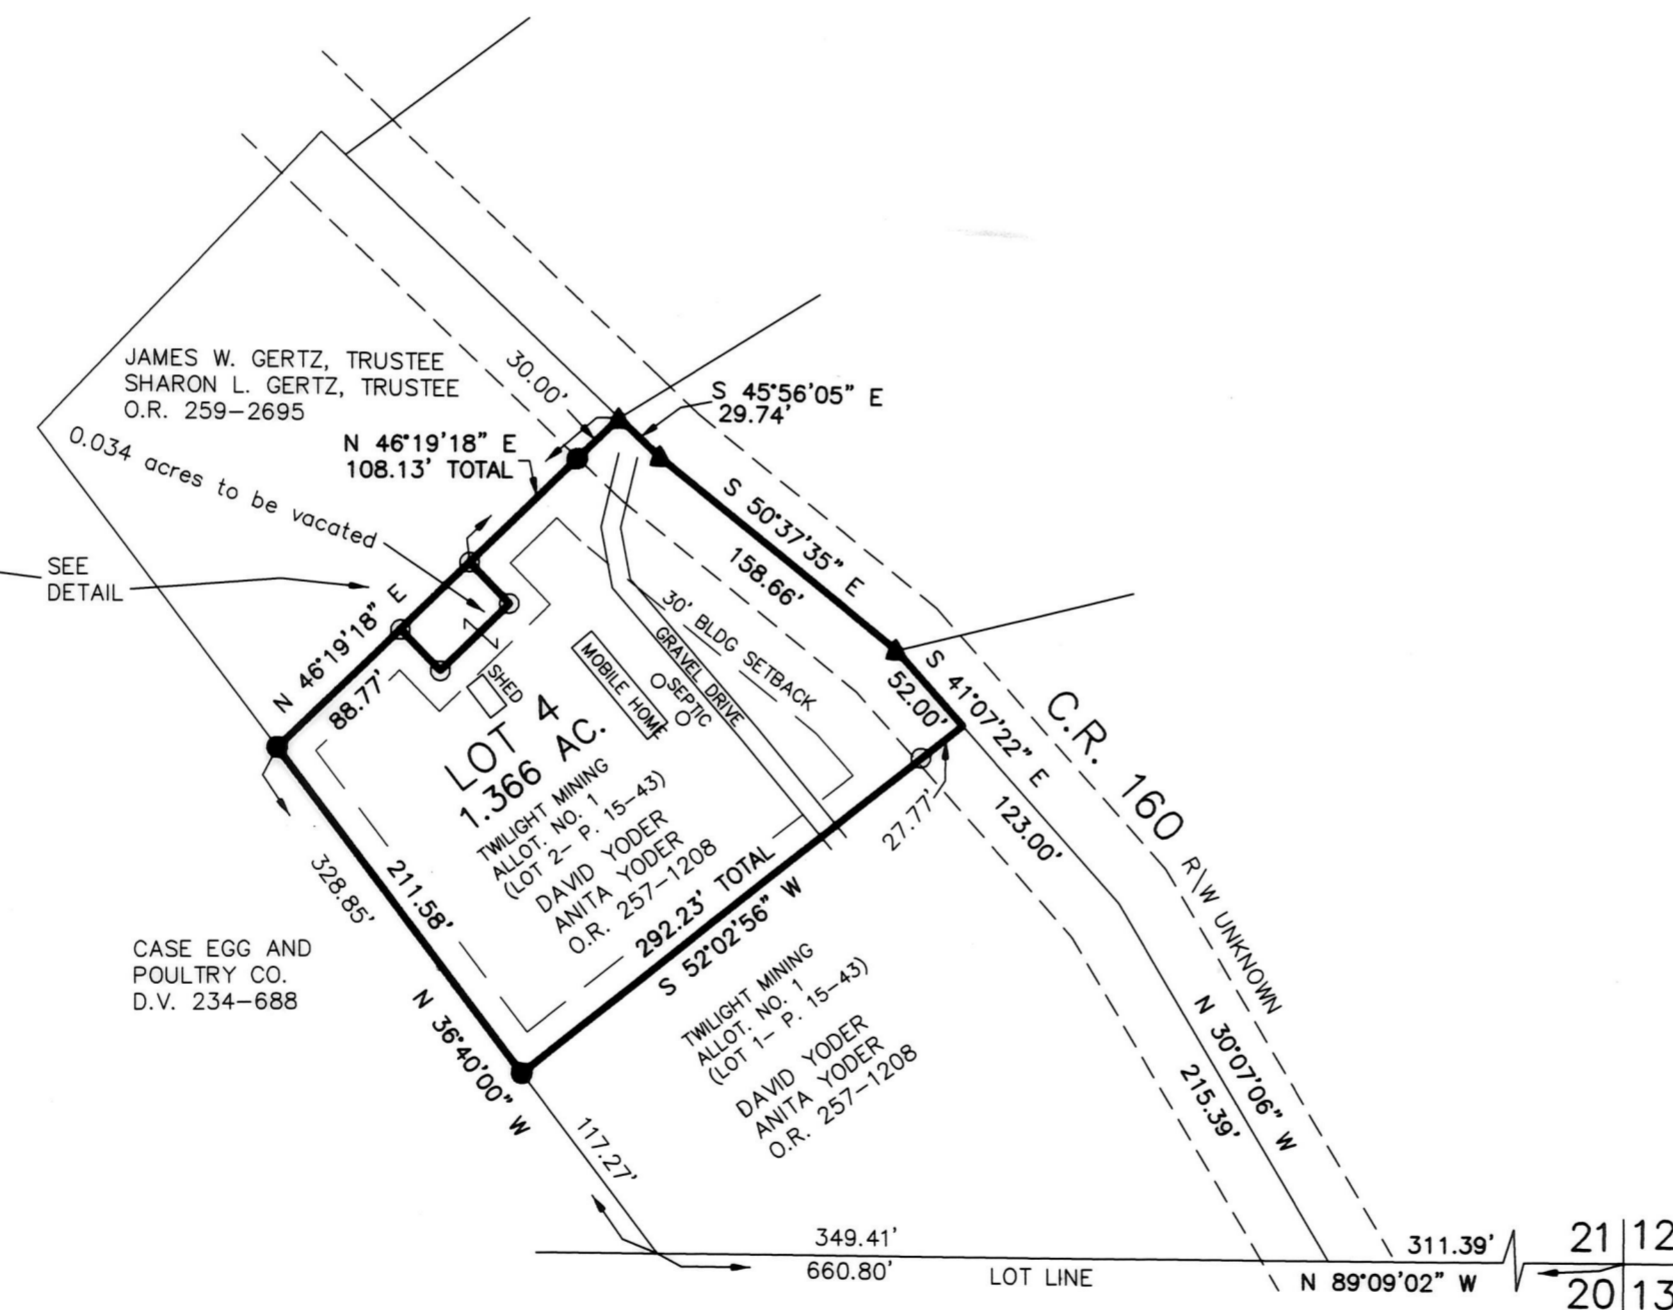 JAMES W. GERTZ, TRUSTEE
SHARON L. GERTZ, TRUSTEE
O.R. 259-2695
0.034 acres to be vacated
30.00'
S 45°56'05" E
29.74'
N 46°19'18" E
108.13' TOTAL
SEE
DETAIL
S 50°37'35" E
158.66'
N 46°19'18" E
88.77'
30' BLDG SETBACK
GRAVEL DRIVE
MOBILE HOME
SEPTIC
SHED
S 41°07'22" E
52.00'
C.R. 160
R\W UNKNOWN
LOT 4
1.366 AC.
TWILIGHT MINING
ALLOT. NO. 1
(LOT 2- P. 15-43)
DAVID YODER
ANITA YODER
O.R. 257-1208
27.77'
123.00'
328.85'
211.58'
292.23' TOTAL
S 52°02'56" W
CASE EGG AND
POULTRY CO.
D.V. 234-688
N 36°40'00" W
TWILIGHT MINING
ALLOT. NO. 1
(LOT 1- P. 15-43)
DAVID YODER
ANITA YODER
O.R. 257-1208
N 30°07'06" W
215.39'
117.27'
349.41'
660.80'
LOT LINE
311.39'
N 89°09'02" W
21 12
20 13